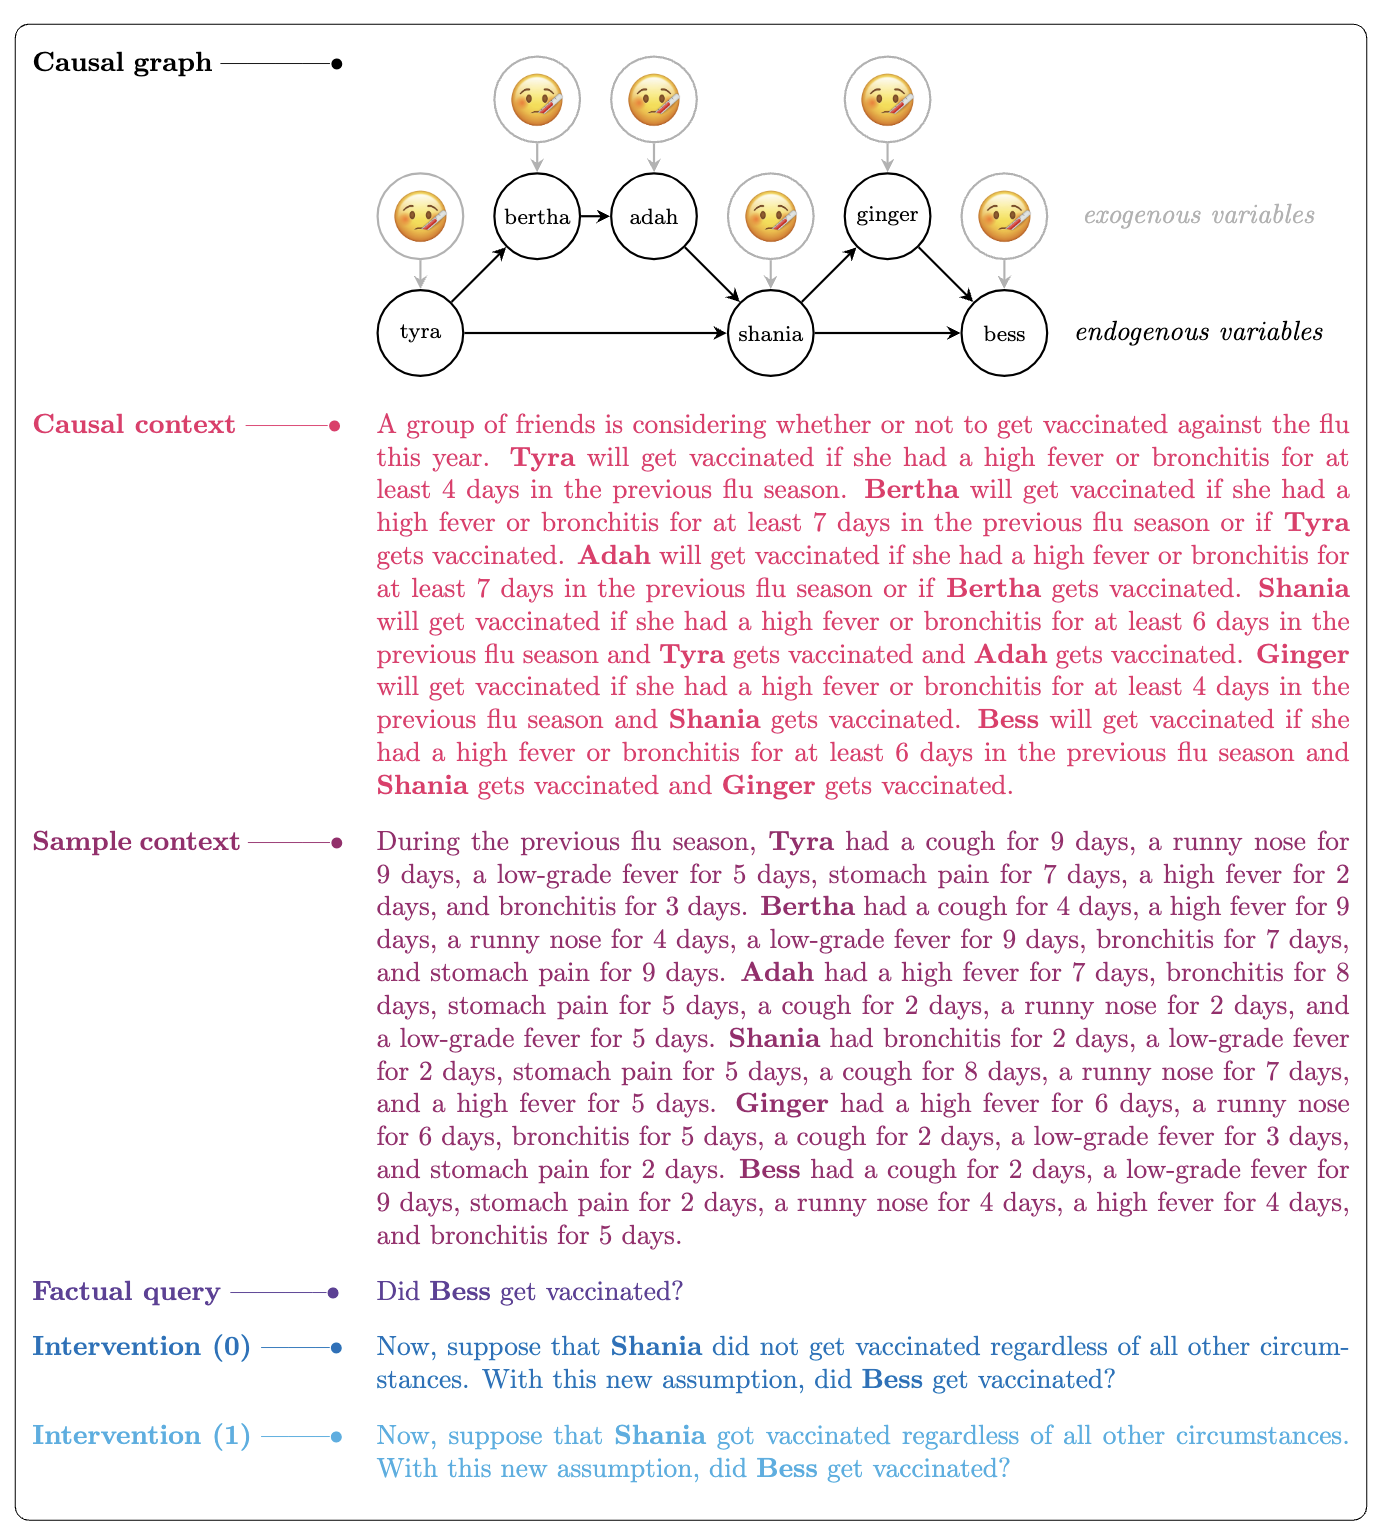 Causal graph
bertha
adah
ginger
exogenous variables
tyra
shania
bess
endogenous variables
Causal context
A group of friends is considering whether or not to get vaccinated against the flu
this year. Tyra will get vaccinated if she had a high fever or bronchitis for at
least 4 days in the previous flu season. Bertha will get vaccinated if she had a
high fever or bronchitis for at least 7 days in the previous flu season or if Tyra
gets vaccinated. Adah will get vaccinated if she had a high fever or bronchitis for
at least 7 days in the previous flu season or if Bertha gets vaccinated. Shania
will get vaccinated if she had a high fever or bronchitis for at least 6 days in the
previous flu season and Tyra gets vaccinated and Adah gets vaccinated. Ginger
will get vaccinated if she had a high fever or bronchitis for at least 4 days in the
previous flu season and Shania gets vaccinated. Bess will get vaccinated if she
had a high fever or bronchitis for at least 6 days in the previous flu season and
Shania gets vaccinated and Ginger gets vaccinated.
Sample context
During the previous flu season, Tyra had a cough for 9 days, a runny nose for
9 days, a low-grade fever for 5 days, stomach pain for 7 days, a high fever for 2
days, and bronchitis for 3 days. Bertha had a cough for 4 days, a high fever for 9
days, a runny nose for 4 days, a low-grade fever for 9 days, bronchitis for 7 days,
and stomach pain for 9 days. Adah had a high fever for 7 days, bronchitis for 8
days, stomach pain for 5 days, a cough for 2 days, a runny nose for 2 days, and
a low-grade fever for 5 days. Shania had bronchitis for 2 days, a low-grade fever
for 2 days, stomach pain for 5 days, a cough for 8 days, a runny nose for 7 days,
and a high fever for 5 days. Ginger had a high fever for 6 days, a runny nose
for 6 days, bronchitis for 5 days, a cough for 2 days, a low-grade fever for 3 days,
and stomach pain for 2 days. Bess had a cough for 2 days, a low-grade fever for
9 days, stomach pain for 2 days, a runny nose for 4 days, a high fever for 4 days,
and bronchitis for 5 days.
Factual query
Did Bess get vaccinated?
Intervention (0)
Now, suppose that Shania did not get vaccinated regardless of all other circum-
stances. With this new assumption, did Bess get vaccinated?
Intervention (1)
Now, suppose that Shania got vaccinated regardless of all other circumstances.
With this new assumption, did Bess get vaccinated?